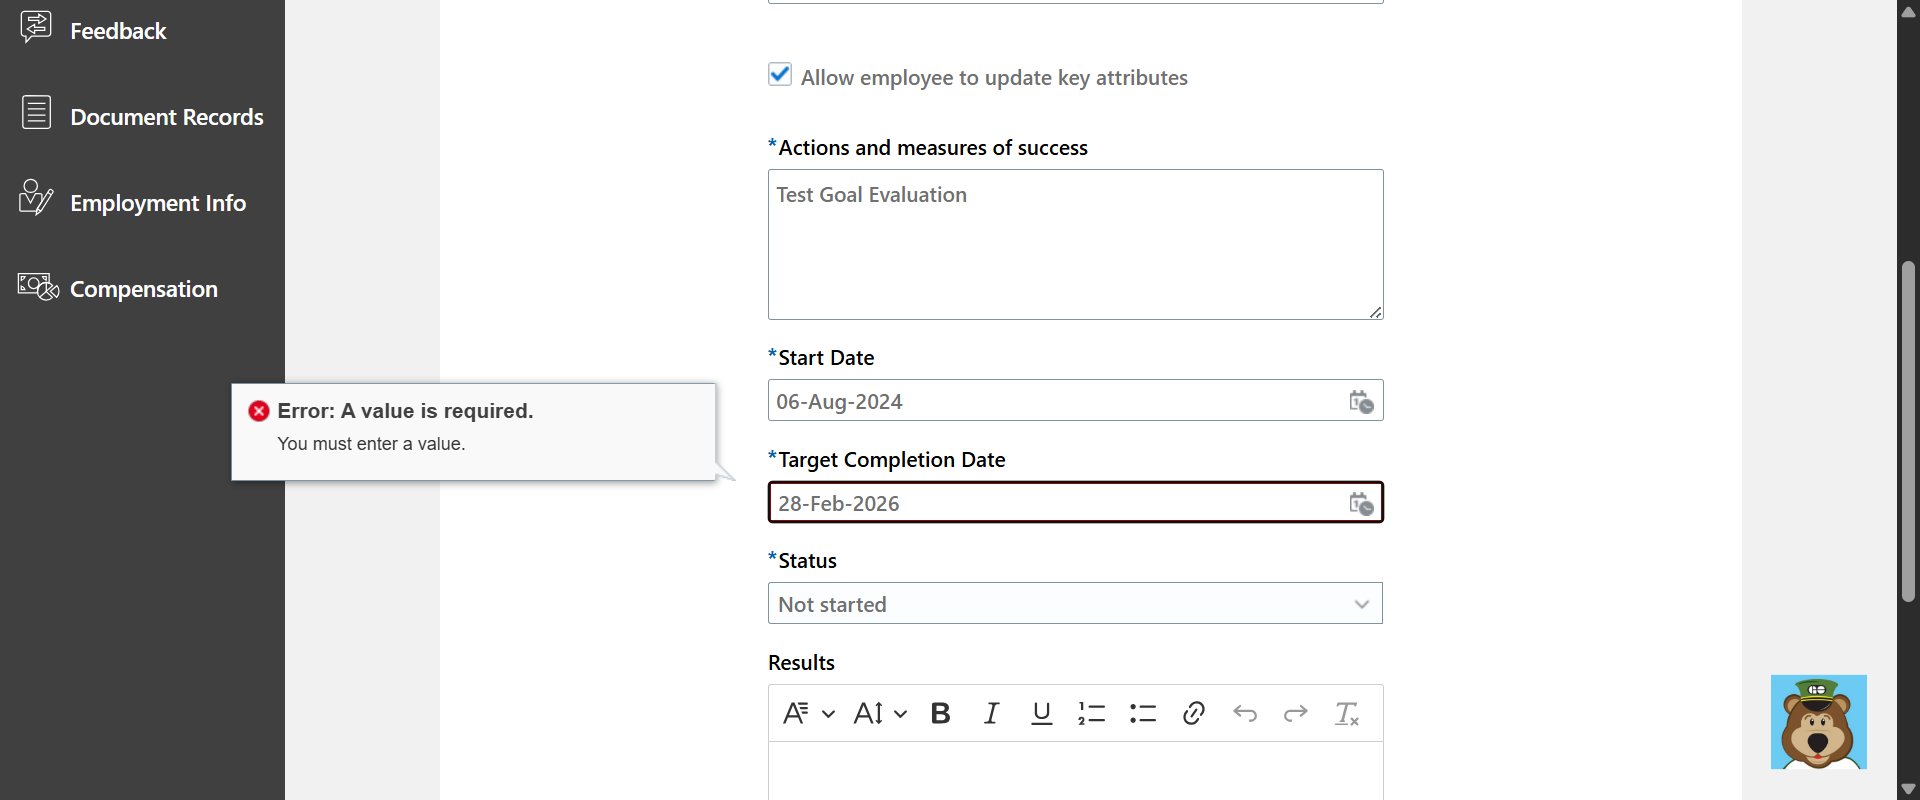 Feedback
Document Records
Employment Info
Compensation
Allow employee to update key attributes
*Actions and measures of success
Test Goal Evaluation
*Start Date
06-Aug-2024
Error: A value is required.
You must enter a value.
*Target Completion Date
28-Feb-2026
*Status
Not started
Results
GO